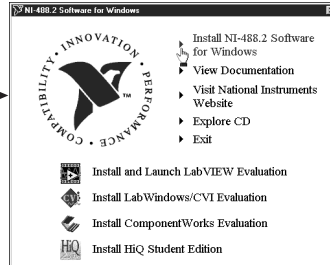 NI-488.2 Software for Windows
INNOVATION · PERFORMANCE · COMPATIBILITY ·
TM
Install NI-488.2 Software
for Windows
View Documentation
Visit National Instruments
Website
Explore CD
Exit
Install and Launch LabVIEW Evaluation
Install LabWindows/CVI Evaluation
Install ComponentWorks Evaluation
HiQ Install HiQ Student Edition